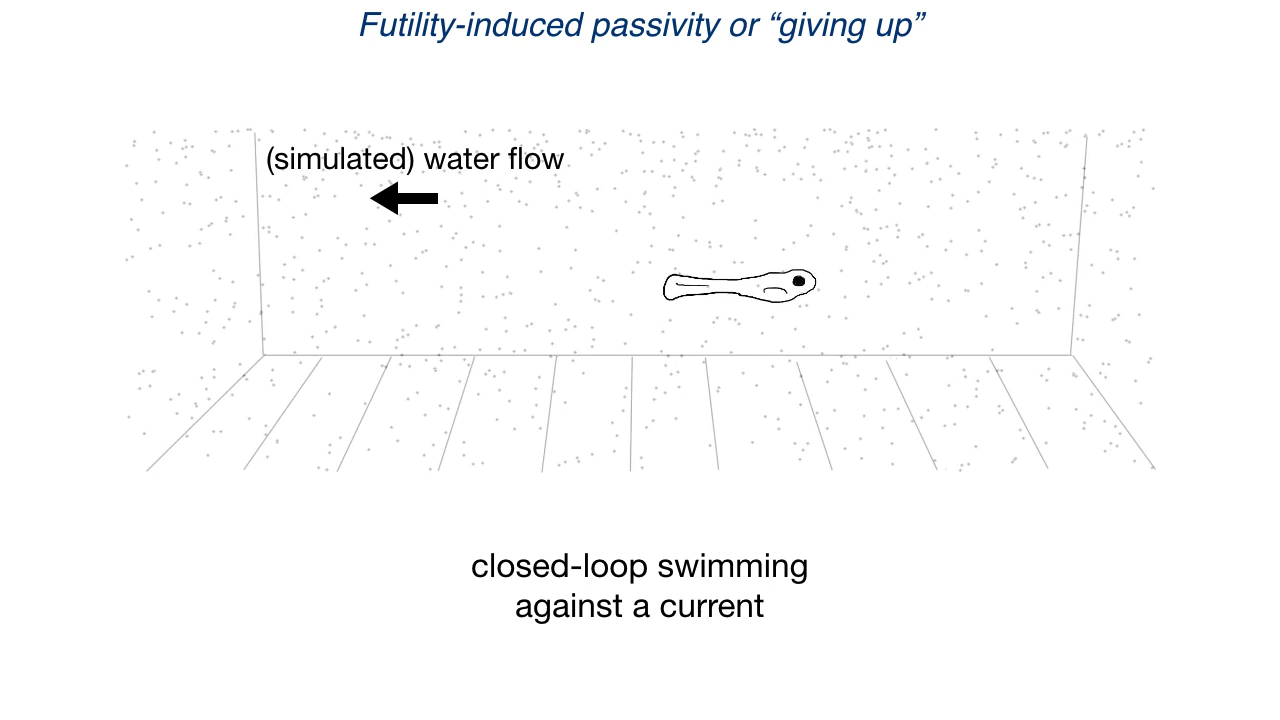 Futility-induced passivity or “giving up”
(simulated) water flow
closed-loop swimming
against a current